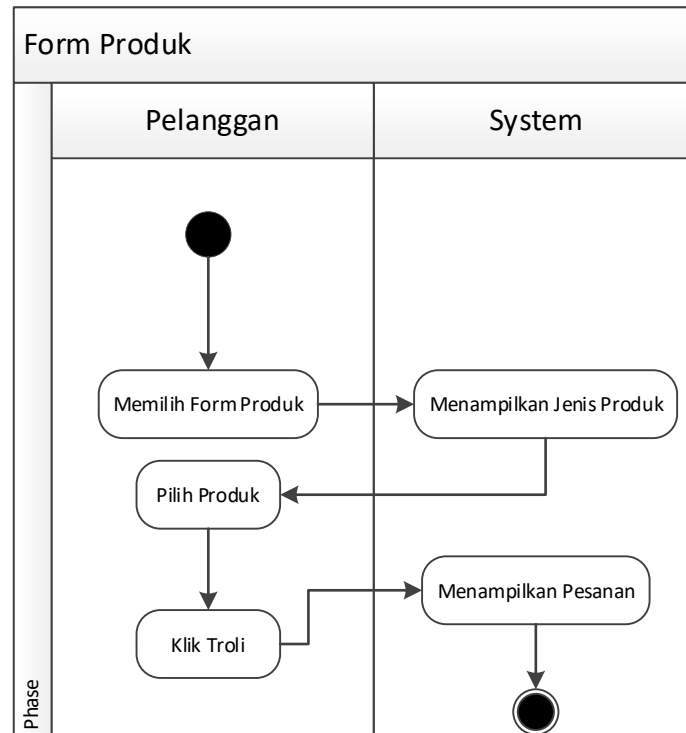 Form Produk
Pelanggan
System
Memilih Form Produk
Menampilkan Jenis Produk
Pilih Produk
Menampilkan Pesanan
Klik Troli
Phase